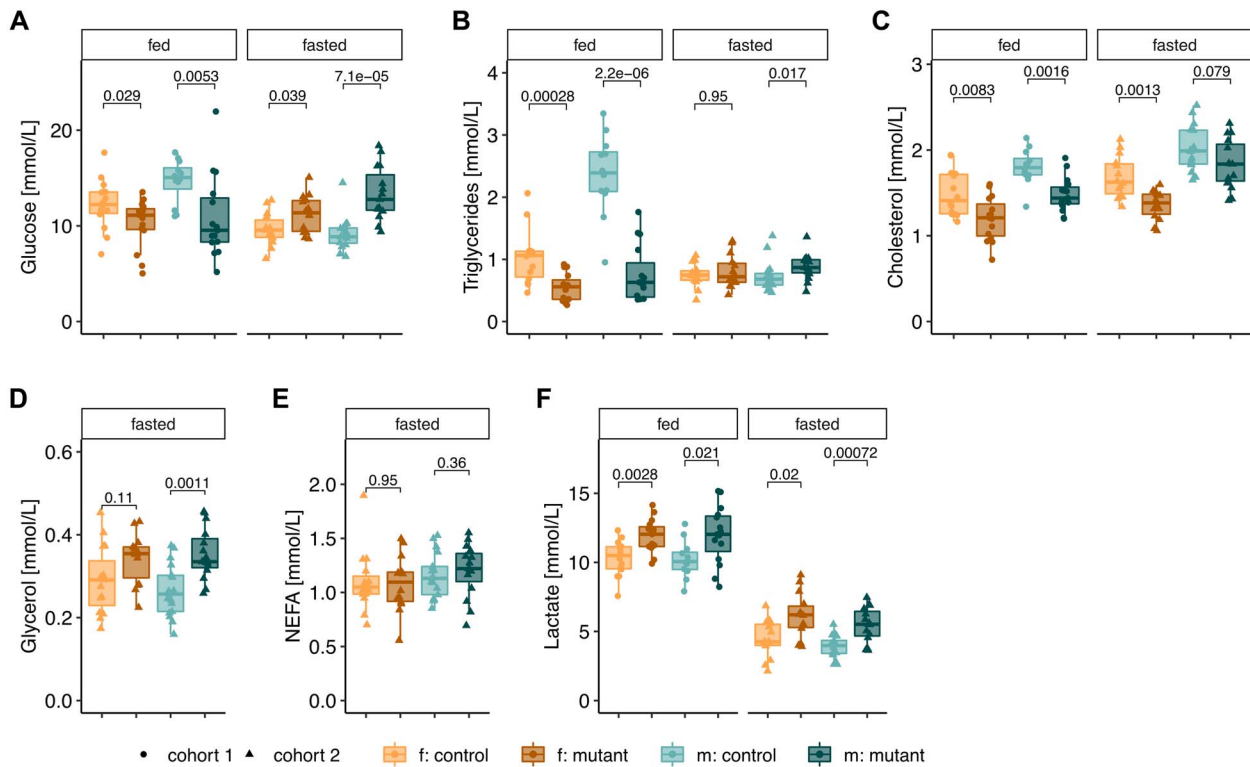 A
fed
fasted
0.029
0.0053
0.039
7.1e-05
Glucose [mmol/L]
20
10
0
B
fed
fasted
0.00028
2.2e-06
0.95
0.017
Triglycerides [mmol/L]
4
3
2
1
0
C
fed
fasted
0.0083
0.0016
0.0013
0.079
Cholesterol [mmol/L]
3
2
1
0
D
fasted
0.11
0.0011
Glycerol [mmol/L]
0.6
0.4
0.2
0.0
E
fasted
0.95
0.36
NEFA [mmol/L]
2.0
1.5
1.0
0.5
0.0
F
fed
fasted
0.0028
0.021
0.02
0.00072
Lactate [mmol/L]
15
10
5
0
cohort 1 cohort 2 f: control f: mutant m: control m: mutant